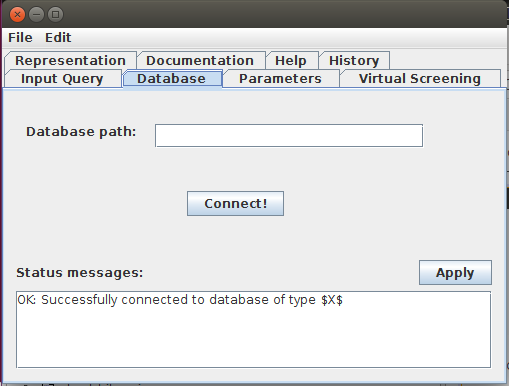 File Edit
Representation Documentation Help History
Input Query Database Parameters Virtual Screening
Database path:
Connect!
Status messages:
Apply
OK: Successfully connected to database of type $X$